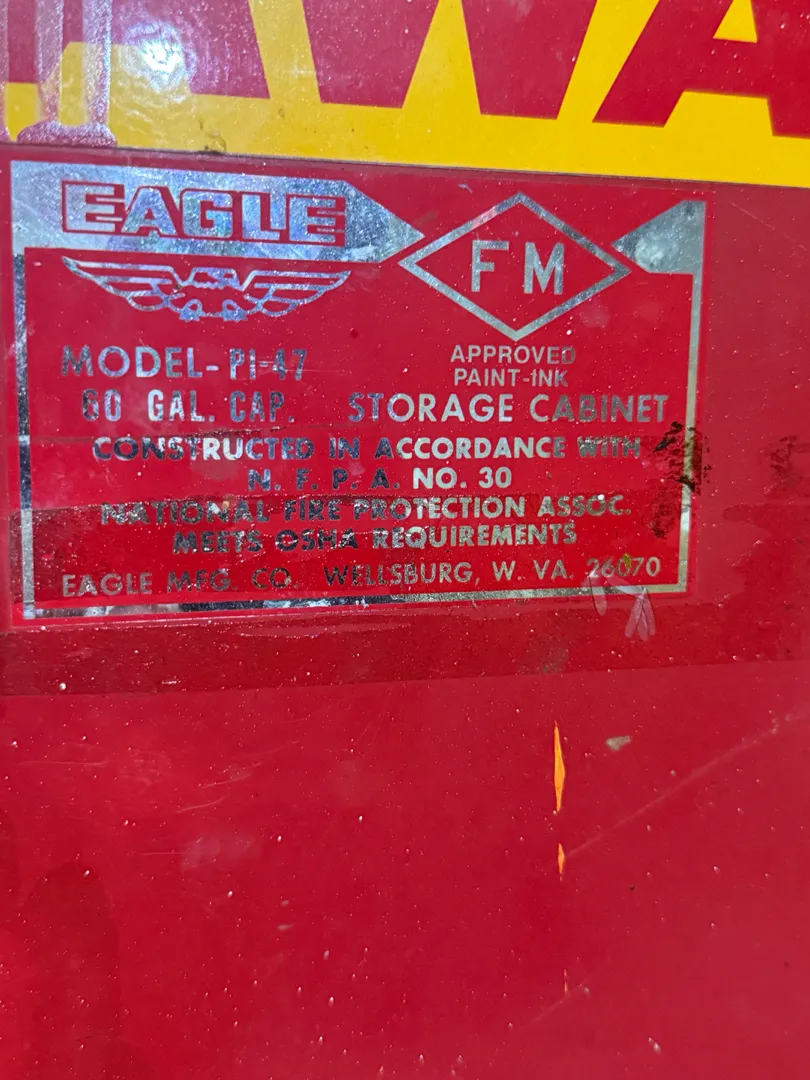 EAGLE
FM
MODEL-PI-47
APPROVED
PAINT-INK
60 GAL. CAP. STORAGE CABINET
CONSTRUCTED IN ACCORDANCE WITH
N. F. P. A. NO. 30
NATIONAL FIRE PROTECTION ASSOC.
MEETS OSHA REQUIREMENTS
EAGLE MFG. CO. WELLSBURG, W. VA. 26070